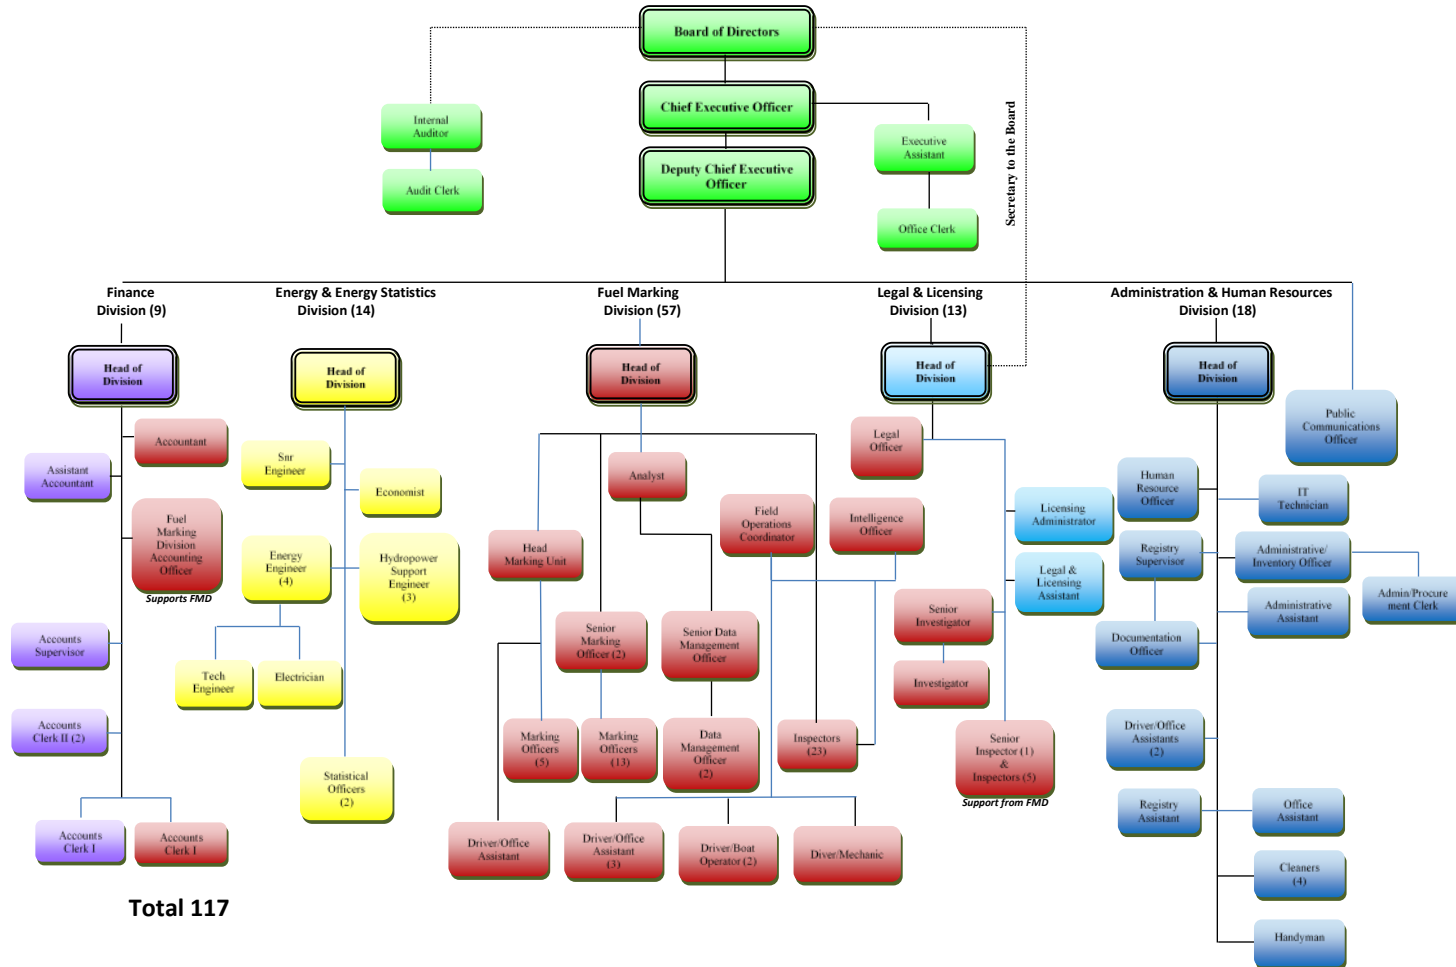 Board of Directors
Chief Executive Officer
Deputy Chief Executive
Officer
Internal
Auditor
Audit Clerk
Executive
Assistant
Office Clerk
Secretary to the Board
Finance
Division (9)
Head of
Division
Accountant
Assistant
Accountant
Fuel
Marking
Division
Accounting
Officer
Supports FMD
Accounts
Supervisor
Accounts
Clerk II (2)
Accounts
Clerk I
Accounts
Clerk I
Total 117
Energy & Energy Statistics
Division (14)
Head of
Division
Snr
Engineer
Economist
Energy
Engineer
(4)
Hydropower
Support
Engineer
(3)
Tech
Engineer
Electrician
Statistical
Officers
(2)
Fuel Marking
Division (57)
Head of
Division
Analyst
Head
Marking Unit
Field
Operations
Coordinator
Intelligence
Officer
Senior
Marking
Officer (2)
Senior Data
Management
Officer
Marking
Officers
(5)
Marking
Officers
(13)
Data
Management
Officer
(2)
Inspectors
(23)
Driver/Office
Assistant
Driver/Office
Assistant
(3)
Driver/Boat
Operator (2)
Diver/Mechanic
Legal & Licensing
Division (13)
Head of
Division
Legal
Officer
Licensing
Administrator
Legal &
Licensing
Assistant
Senior
Investigator
Investigator
Senior
Inspector (1)
&
Inspectors (5)
Support from FMD
Administration & Human Resources
Division (18)
Head of
Division
Public
Communications
Officer
Human
Resource
Officer
IT
Technician
Registry
Supervisor
Administrative/
Inventory Officer
Admin/Procure
ment Clerk
Administrative
Assistant
Documentation
Officer
Driver/Office
Assistants
(2)
Registry
Assistant
Office
Assistant
Cleaners
(4)
Handyman